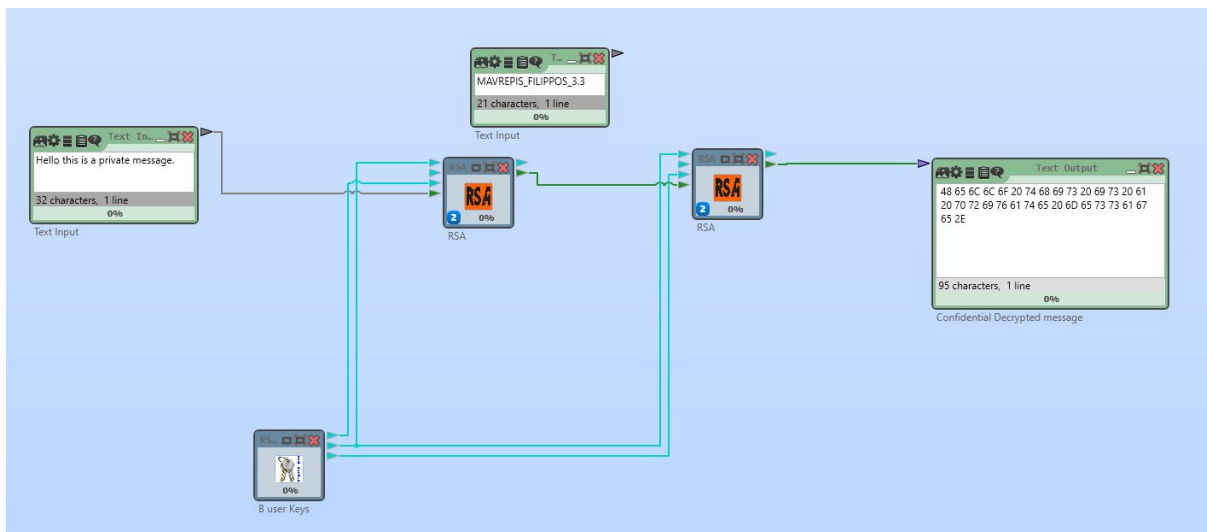 T...
MAVREPIS_FILIPPOS_3.3
21 characters, 1 line
0%
Text Input
Text In...
Hello this is a private message.
32 characters, 1 line
0%
Text Input
RSA
RSA
2 0%
RSA
RSA
RSA
2 0%
RSA
Text Output
48 65 6C 6C 6F 20 74 68 69 73 20 69 73 20 61
20 70 72 69 76 61 74 65 20 6D 65 73 73 61 67
65 2E
95 characters, 1 line
0%
Confidential Decrypted message
RS...
0%
B user Keys